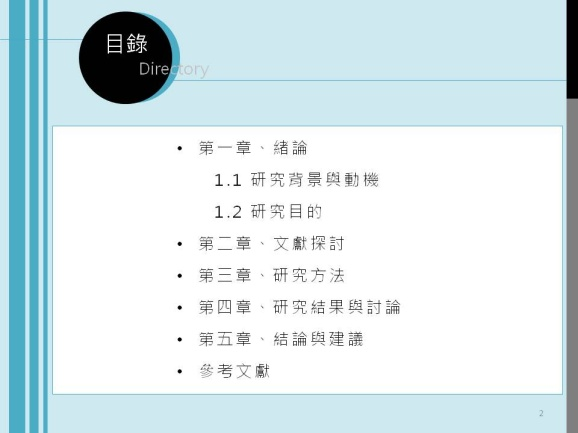 目錄
Directory
• 第一章、緒論
1.1 研究背景與動機
1.2 研究目的
• 第二章、文獻探討
• 第三章、研究方法
• 第四章、研究結果與討論
• 第五章、結論與建議
• 參考文獻
2